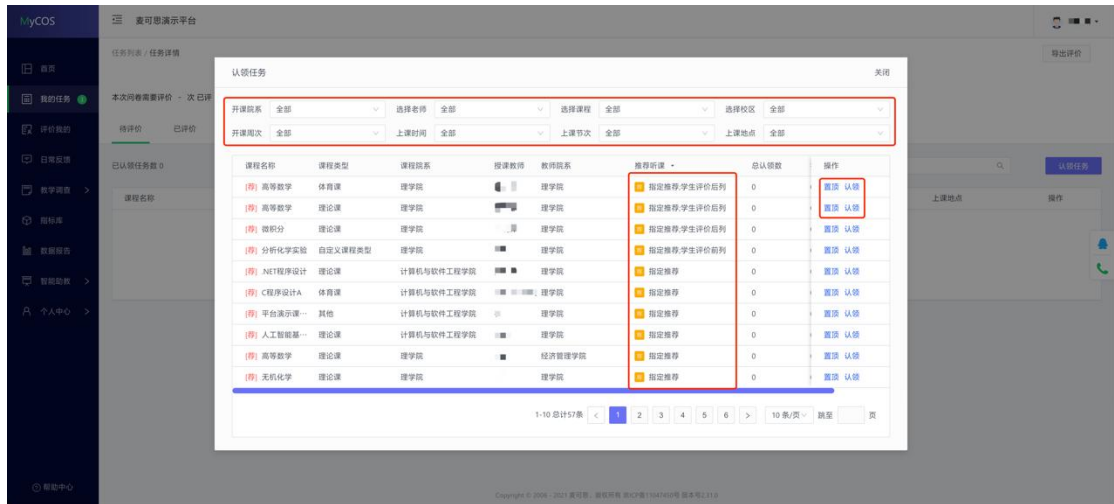 MyCOS
麦可思演示平台
任务列表 / 任务详情
导出评价
首页
我的任务
评价我的
日常反馈
教学调查
指标库
数据报告
智能助教
个人中心
帮助中心
本次问卷需要评价 - 次 已评
待评价 已评价
已认领任务数 0
认领任务
课程名称 上课地点 操作
认领任务 关闭
开课院系 全部 选择老师 全部 选择课程 全部 选择校区 全部
开课周次 全部 上课时间 全部 上课节次 全部 上课地点 全部
课程名称 课程类型 课程院系 授课教师 教师院系 推荐听课 总认领数 操作
[荐] 高等数学 体育课 理学院 理学院 指定推荐,学生评价后列 0 置顶 认领
[荐] 高等数学 理论课 理学院 理学院 指定推荐,学生评价后列 0 置顶 认领
[荐] 微积分 理论课 理学院 理学院 指定推荐,学生评价后列 0 置顶 认领
[荐] 分析化学实验 自定义课程类型 理学院 理学院 指定推荐,学生评价前列 0 置顶 认领
[荐] .NET程序设计 理论课 计算机与软件工程学院 理学院 指定推荐 0 置顶 认领
[荐] C程序设计A 体育课 计算机与软件工程学院 理学院 指定推荐 0 置顶 认领
[荐] 平台演示课… 其他 计算机与软件工程学院 理学院 指定推荐 0 置顶 认领
[荐] 人工智能基… 理论课 计算机与软件工程学院 理学院 指定推荐 0 置顶 认领
[荐] 高等数学 理论课 理学院 经济管理学院 指定推荐 0 置顶 认领
[荐] 无机化学 理论课 理学院 理学院 指定推荐 0 置顶 认领
1-10 总计57条 < 1 2 3 4 5 6 > 10 条/页 跳至 页
Copyright © 2006 - 2021 麦可思